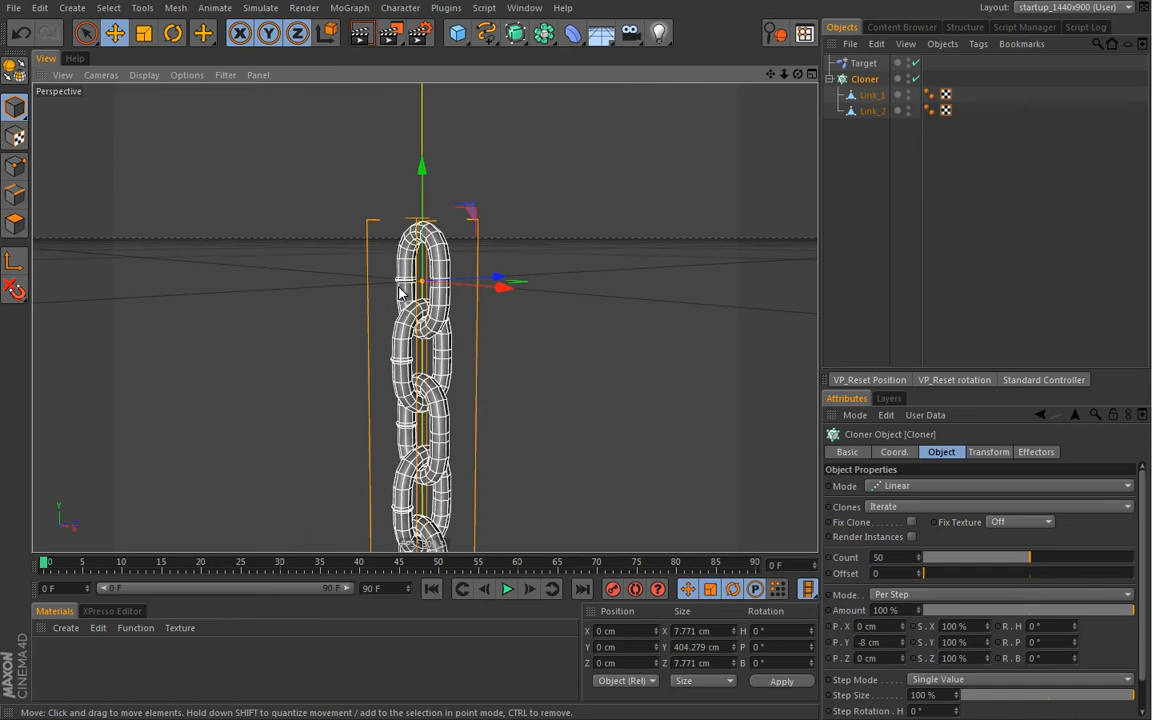 File Edit Create Select Tools Mesh Animate Simulate Render MoGraph Character Plugins Script Window Help Layout: startup_1440x900 (User)
Objects Content Browser Structure Script Manager Script Log
File Edit View Objects Tags Bookmarks
View Help
View Cameras Display Options Filter Panel
Perspective
Target
Cloner
Link_1
Link_2
Y
X
VP_Reset Position VP_Reset rotation Standard Controller
Attributes Layers
Mode Edit User Data
Cloner Object [Cloner]
Basic Coord. Object Transform Effectors
Object Properties
Mode Linear
Clones Iterate
Fix Clone Fix Texture Off
Render Instances
Count 50
Offset 0
Mode Per Step
Amount 100 %
P . X 0 cm S . X 100 % R . H 0 °
P . Y -8 cm S . Y 100 % R . P 0 °
P . Z 0 cm S . Z 100 % R . B 0 °
Step Mode Single Value
Step Size 100 %
Step Rotation . H 0 °
0 5 10 15 20 25 30 35 40 45 50 55 60 65 70 75 80 85 90 0 F
0 F 0 F 90 F 90 F
Materials XPresso Editor
Create Edit Function Texture
Position Size Rotation
X 0 cm X 7.771 cm H 0 °
Y 0 cm Y 404.279 cm P 0 °
Z 0 cm Z 7.771 cm B 0 °
Object (Rel) Size Apply
MAXON
CINEMA 4D
Move: Click and drag to move elements. Hold down SHIFT to quantize movement / add to the selection in point mode, CTRL to remove.